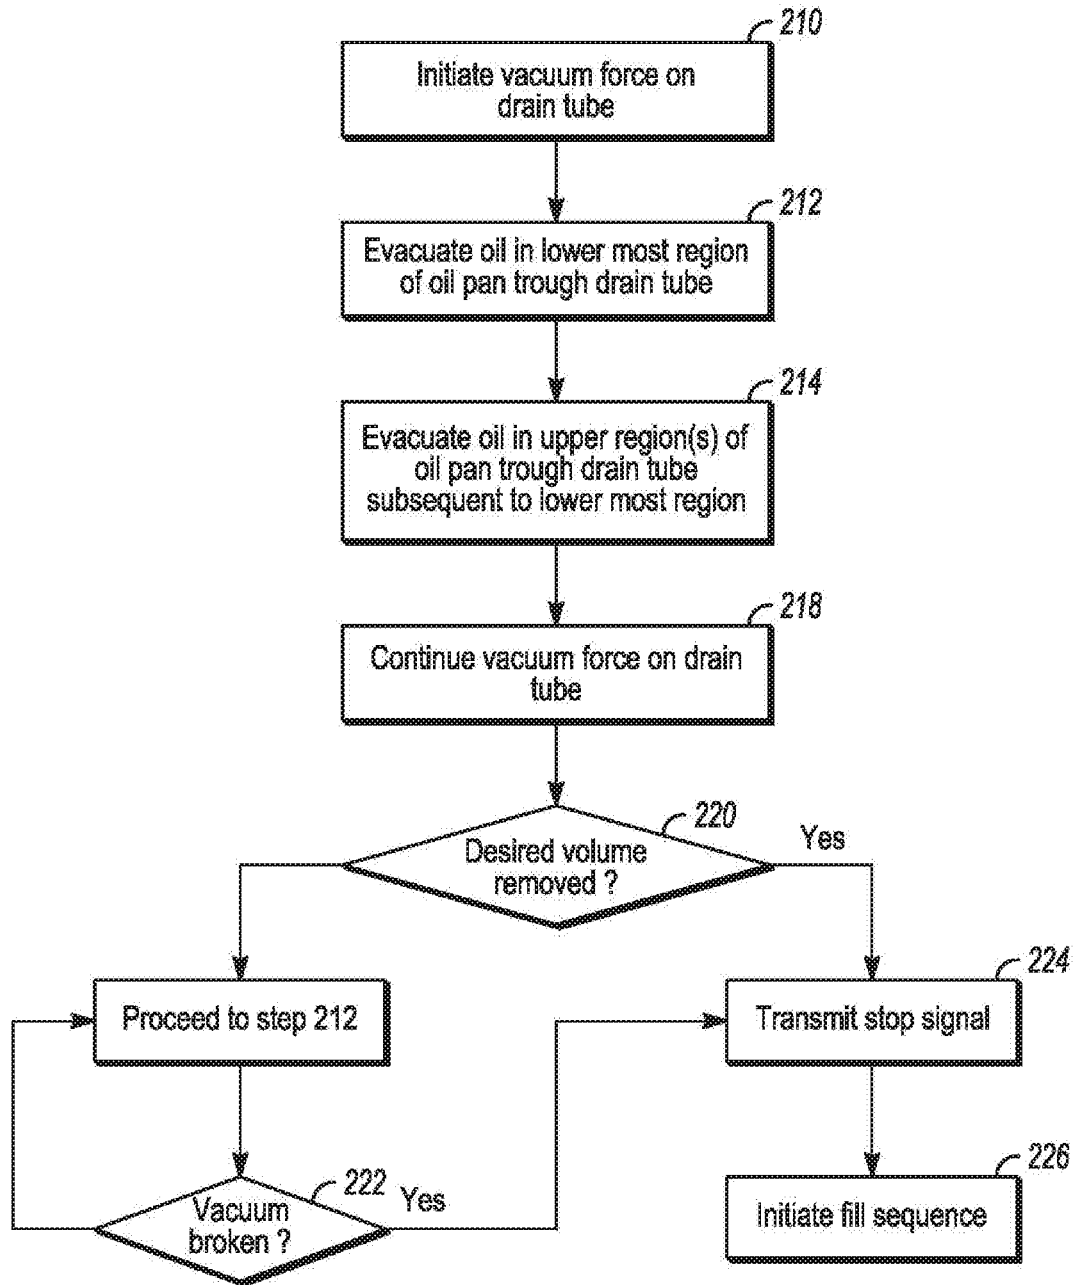 210
Initiate vacuum force on
drain tube
212
Evacuate oil in lower most region
of oil pan trough drain tube
214
Evacuate oil in upper region(s) of
oil pan trough drain tube
subsequent to lower most region
218
Continue vacuum force on drain
tube
220
Desired volume
removed ?
Yes
Proceed to step 212
224
Transmit stop signal
222
Vacuum
broken ?
Yes
226
Initiate fill sequence